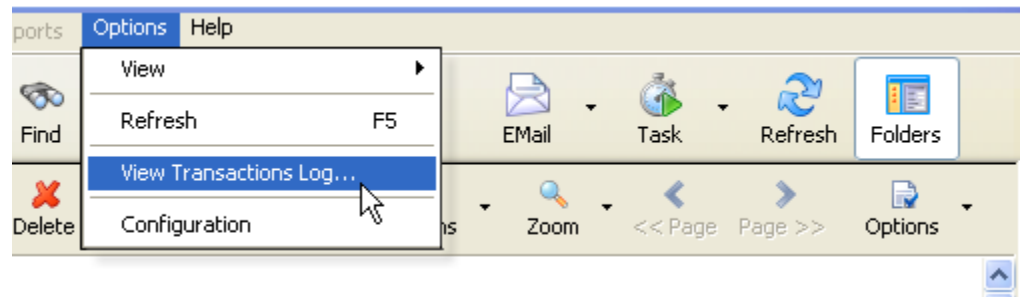 ports Options Help
View
Refresh F5
View Transactions Log...
Configuration
Find EMail Task Refresh Folders
Delete ns Zoom << Page Page >> Options